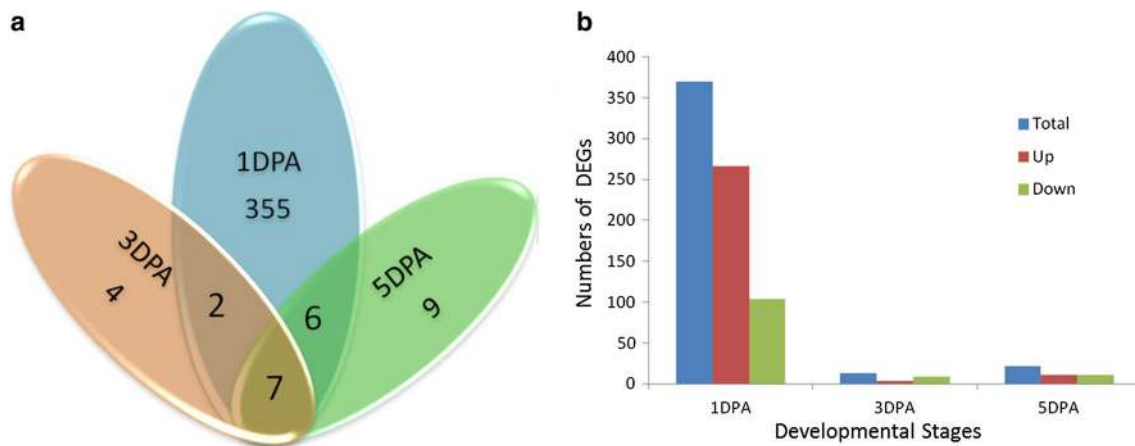 a
1DPA
355
3DPA
4
2
5DPA
9
6
7
b
400
350
300
250
200
150
100
50
0
Numbers of DEGs
1DPA
3DPA
5DPA
Developmental Stages
Total
Up
Down